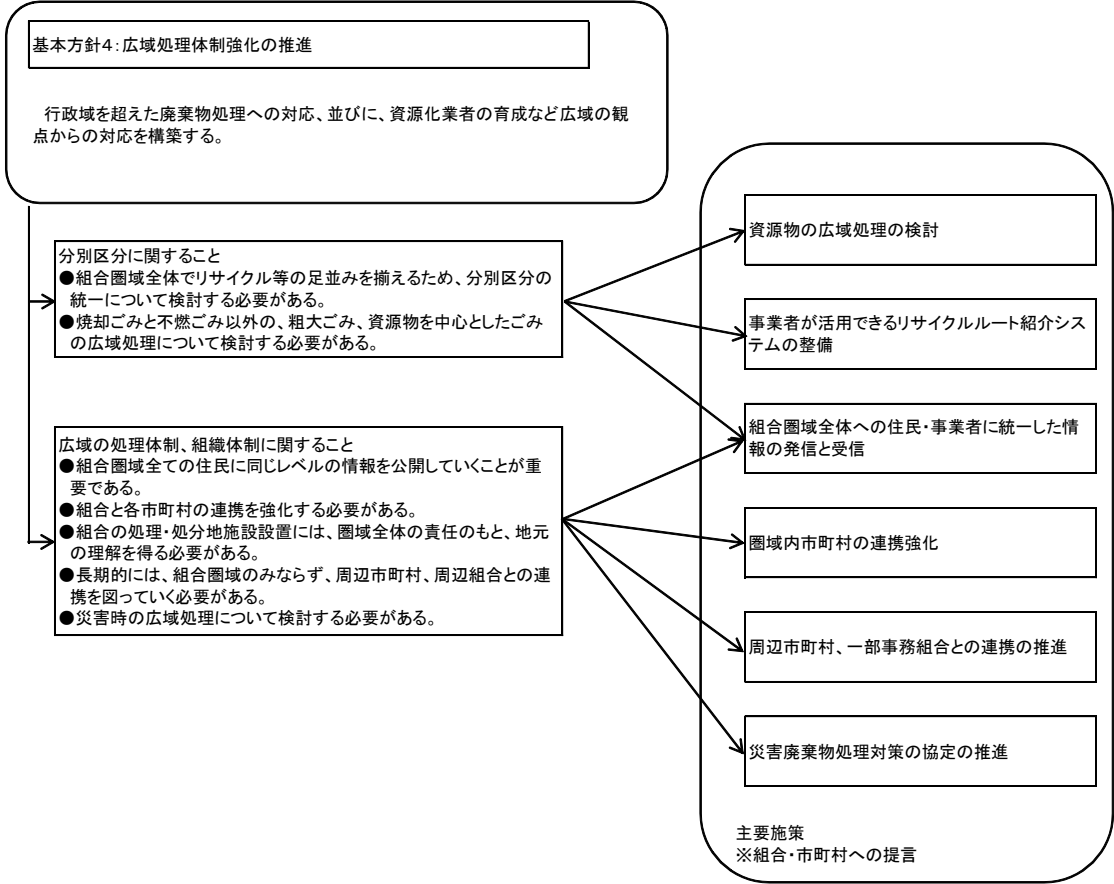 基本方針４：広域処理体制強化の推進
行政域を超えた廃棄物処理への対応、並びに、資源化業者の育成など広域の観
点からの対応を構築する。
分別区分に関すること
●組合圏域全体でリサイクル等の足並みを揃えるため、分別区分の
統一について検討する必要がある。
●焼却ごみと不燃ごみ以外の、粗大ごみ、資源物を中心としたごみ
の広域処理について検討する必要がある。
広域の処理体制、組織体制に関すること
●組合圏域全ての住民に同じレベルの情報を公開していくことが重
要である。
●組合と各市町村の連携を強化する必要がある。
●組合の処理・処分地施設設置には、圏域全体の責任のもと、地元
の理解を得る必要がある。
●長期的には、組合圏域のみならず、周辺市町村、周辺組合との連
携を図っていく必要がある。
●災害時の広域処理について検討する必要がある。
資源物の広域処理の検討
事業者が活用できるリサイクルルート紹介シス
テムの整備
組合圏域全体への住民・事業者に統一した情
報の発信と受信
圏域内市町村の連携強化
周辺市町村、一部事務組合との連携の推進
災害廃棄物処理対策の協定の推進
主要施策
※組合・市町村への提言